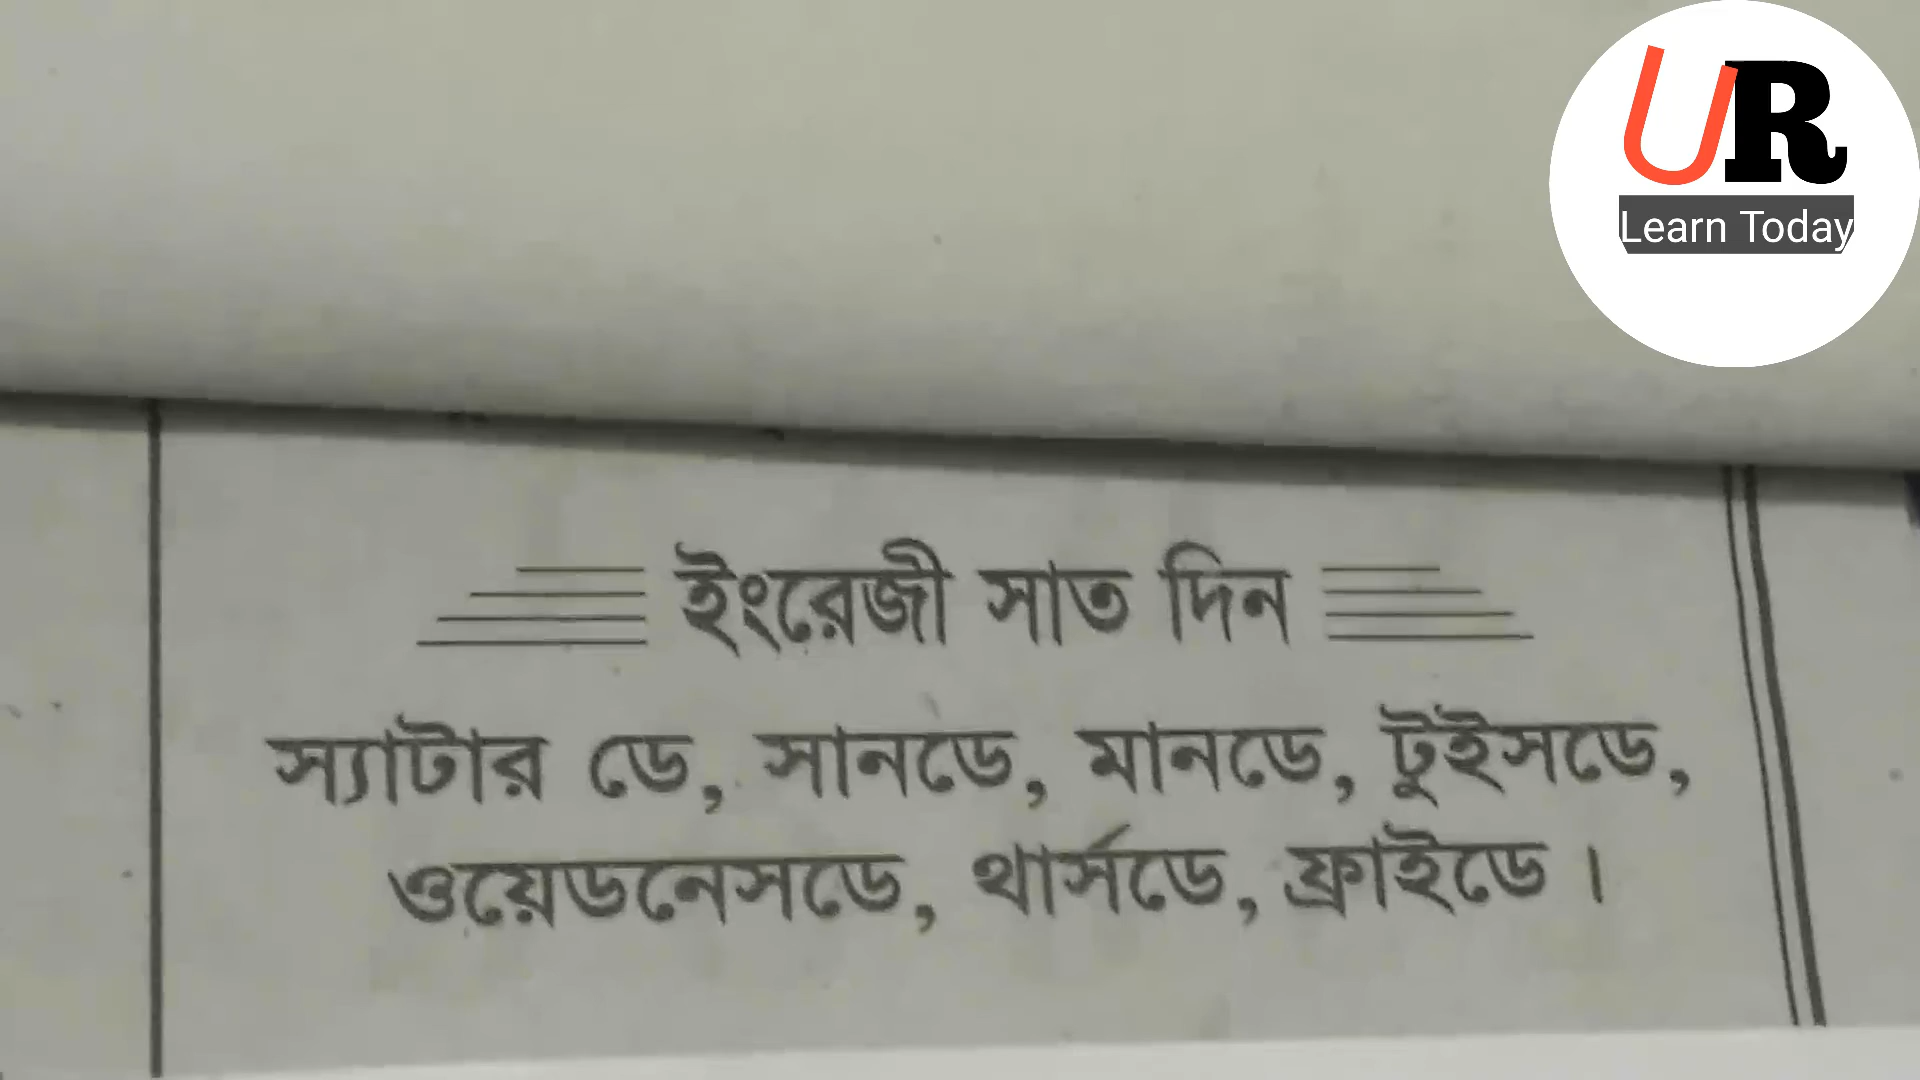 UR
Learn Today
ইংরেজী সাত দিন
স্যাটার ডে, সানডে, মানডে, টুইসডে,
ওয়েডনেসডে, থার্সডে, ফ্রাইডে।